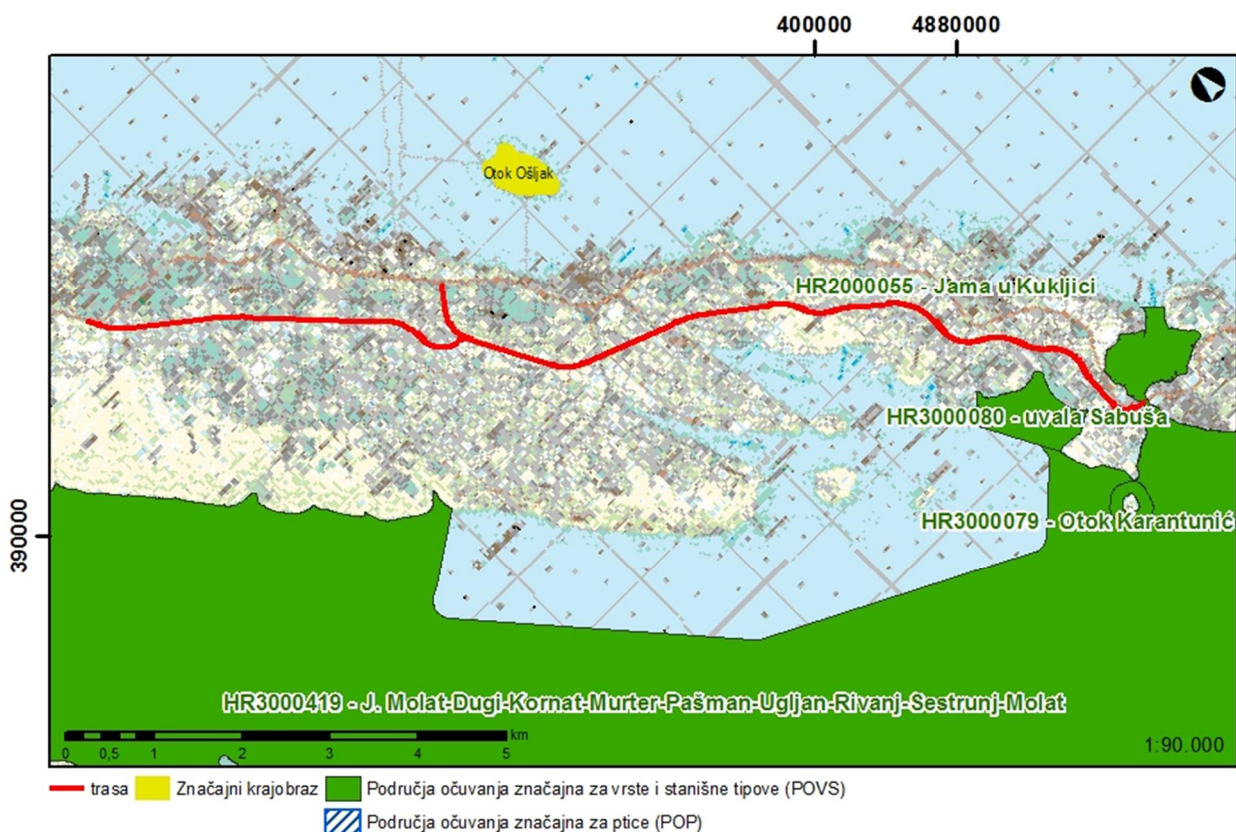 400000 4880000
Otok Ošljak
HR2000055 - Jama u Kukljici
HR3000080 - uvala Sabuša
390000
HR3000079 - Otok Karantunić
HR3000419 - J. Molat-Dugi-Kornat-Murter-Pašman-Ugljan-Rivanj-Sestrunj-Molat
km
0 0,5 1 2 3 4 5
1:90.000
trasa Značajni krajobraz Područja očuvanja značajna za vrste i stanišne tipove (POVS)
Područja očuvanja značajna za ptice (POP)